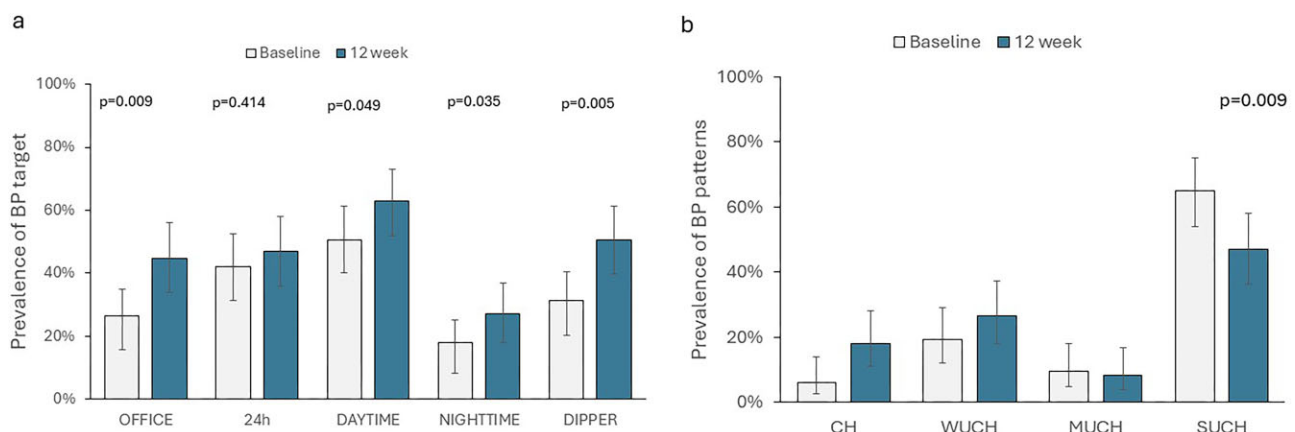 a
Baseline 12 week
Prevalence of BP target
100%
80%
60%
40%
20%
0%
p=0.009 p=0.414 p=0.049 p=0.035 p=0.005
OFFICE 24h DAYTIME NIGHTTIME DIPPER
b
Baseline 12 week
Prevalence of BP patterns
100%
80%
60%
40%
20%
0%
p=0.009
CH WUCH MUCH SUCH